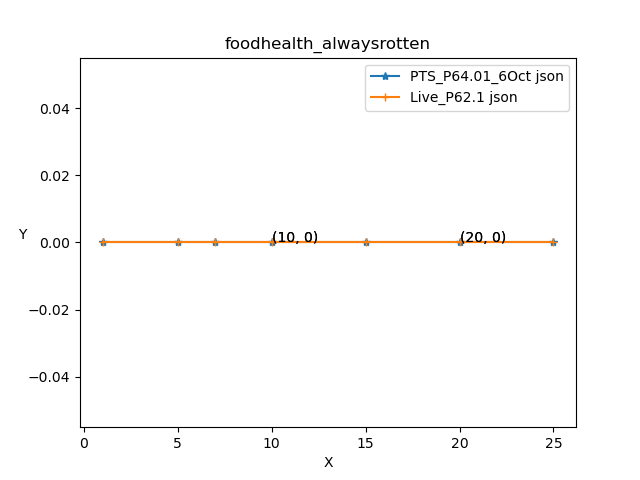 foodhealth_alwaysrotten
PTS_P64.01_6Oct json
Live_P62.1 json
0.04
0.02
Y
0.00
(10, 0)
(20, 0)
−0.02
−0.04
0
5
10
15
20
25
X